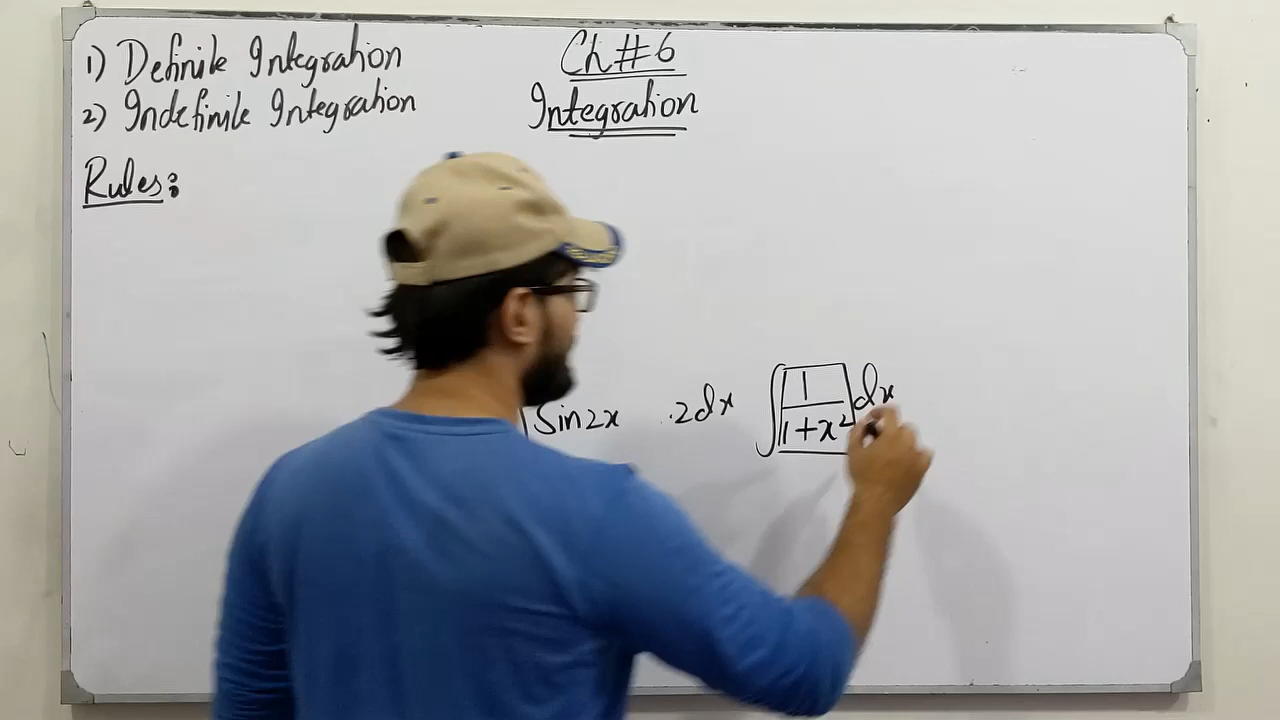 1) Definite Integration
2) Indefinite Integration
Ch#6
Integration
Rules:
∫ Sin2x .2dx
∫ 1/1+x² dx